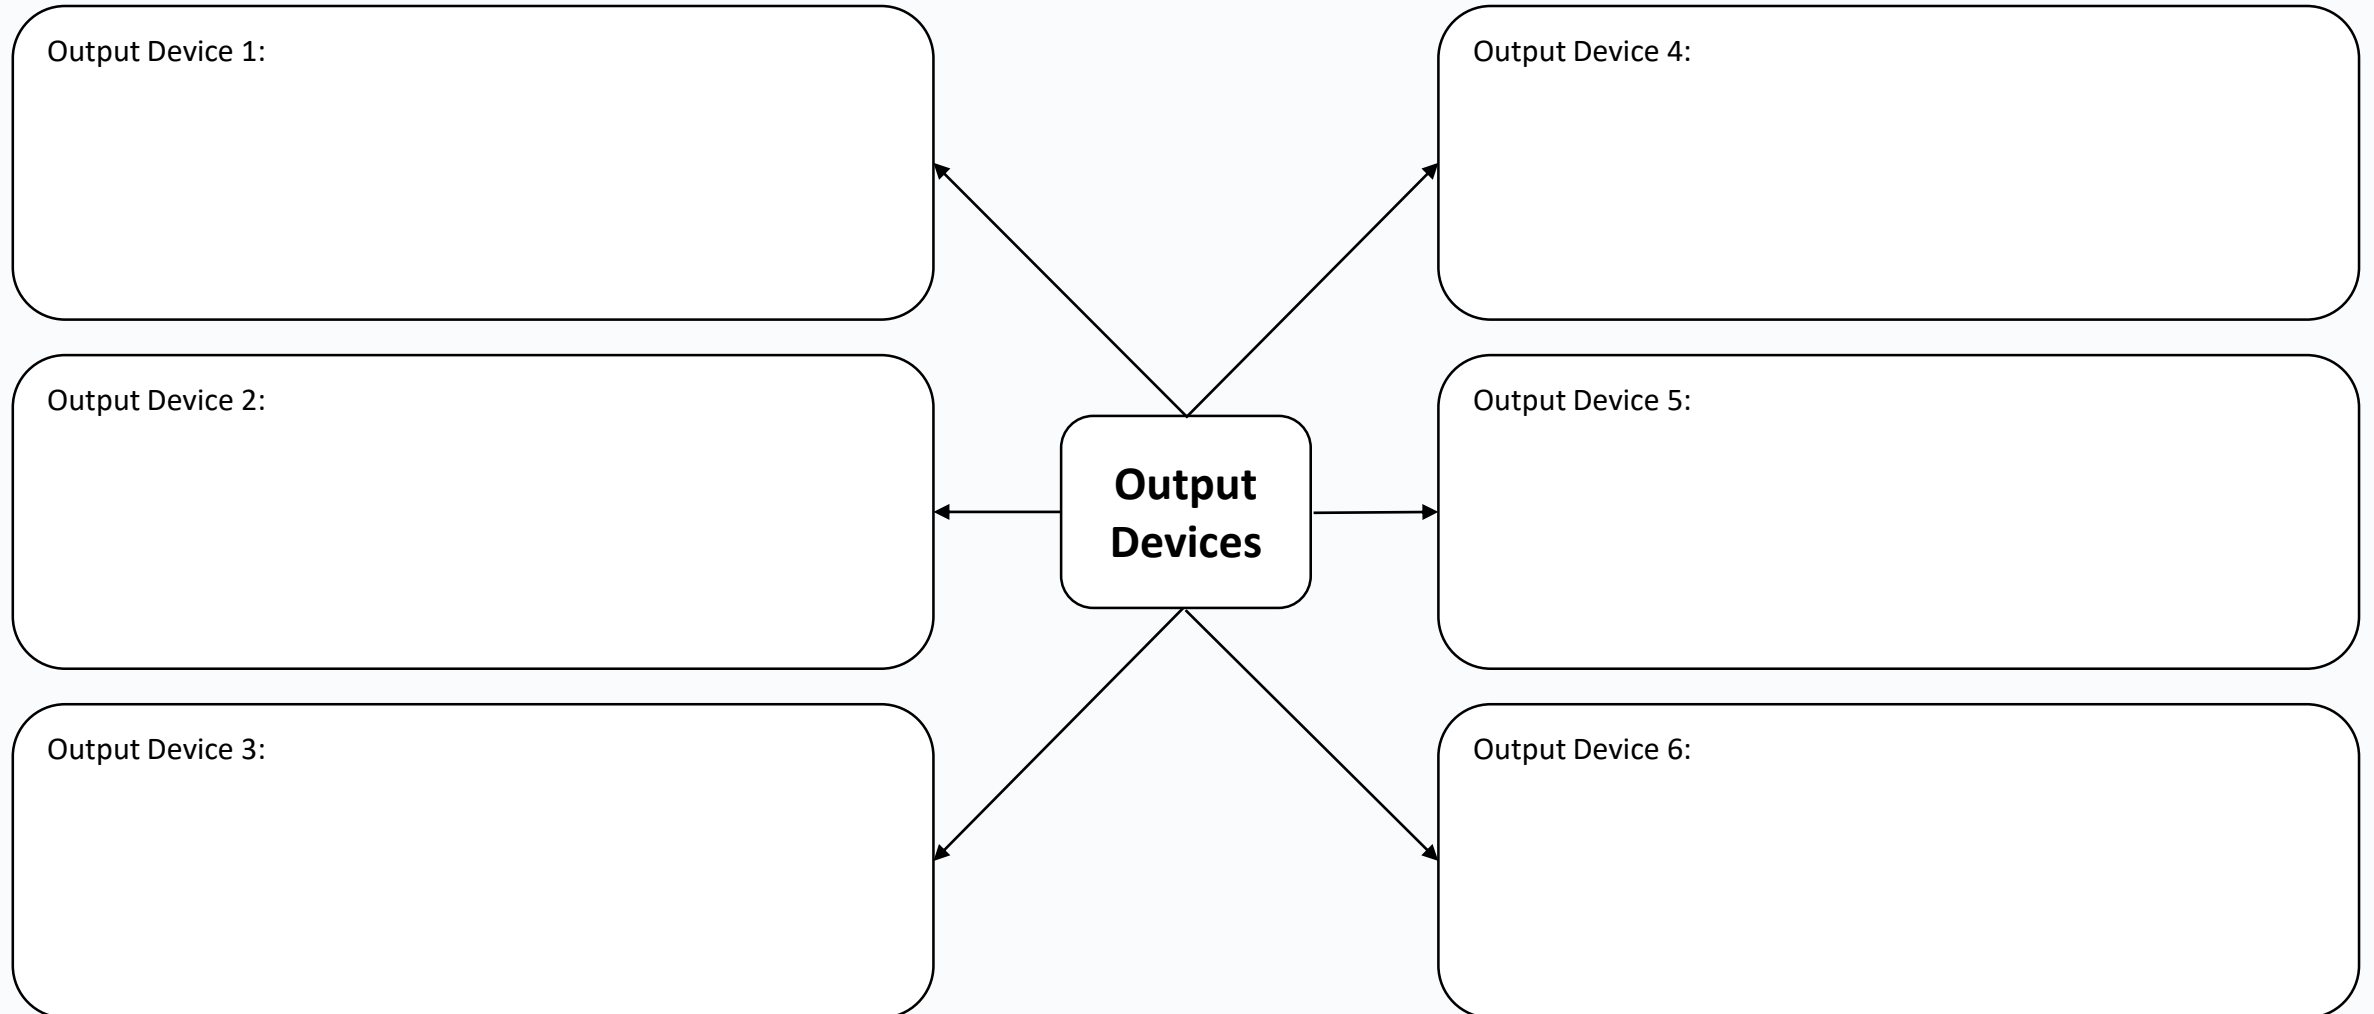 Output Device 1:
Output Device 4:
Output Device 2:
Output Device 5:
Output
Devices
Output Device 3:
Output Device 6: